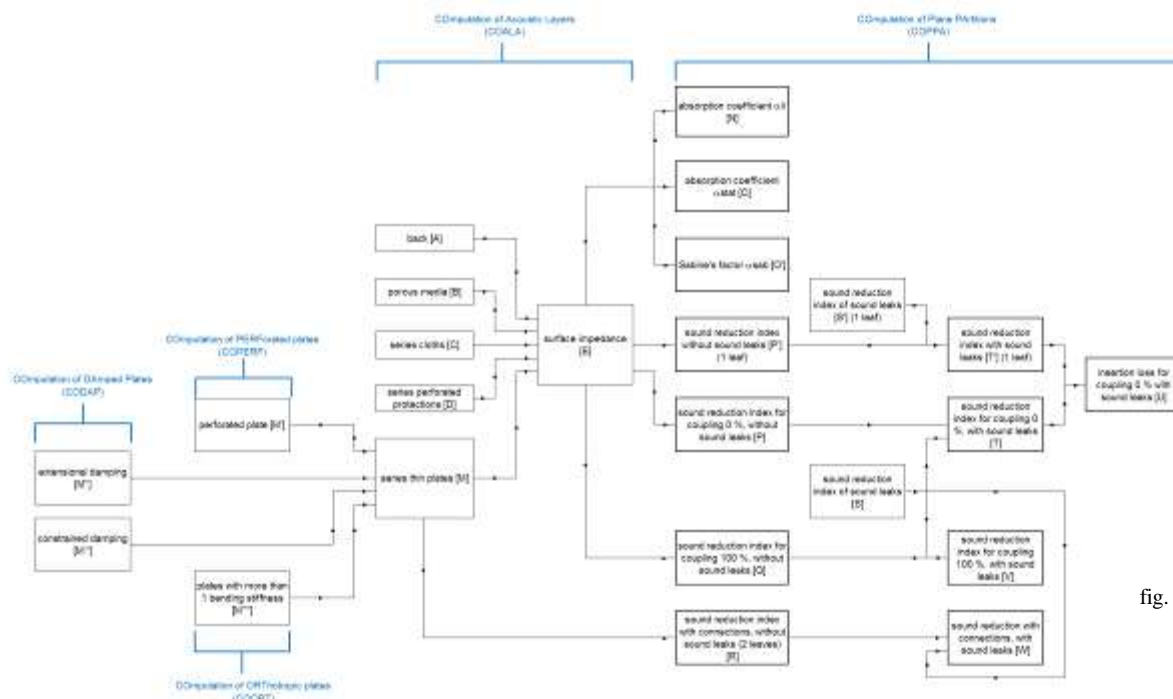 COmputation of Acoustic Layers
(COALA)
COmputation of Plane PArtitions
(COPPA)
absorption coefficient
[N]
absorption coefficient
αstat [O]
Sabine's factor αsab [O']
back [A]
porous media [B]
series cloths [C]
series perforated
protections [D]
surface impedance
[E]
sound reduction index
without sound leaks [P']
(1 leaf)
sound reduction
index of sound leaks
[S'] (1 leaf)
sound reduction
index with sound
leaks [T'] (1 leaf)
insertion loss for
coupling 0 % with
sound leaks [U]
COmputation of PERForated plates
(COPERF)
COmputation of DAmped Plates
(CODAP)
perforated plate [M']
sound reduction index for
coupling 0 %, without
sound leaks [P]
sound reduction
index for coupling 0
%, with sound leaks
[T]
extensional damping
[M'']
series thin plates [M]
sound reduction
index of sound leaks
[S]
constrained damping
sound reduction index for
coupling 100 %, without
sound leaks [Q]
sound reduction
index for coupling
100 %, with sound
leaks [V]
plates with more than
1 bending stiffness
fig.
sound reduction index
with connections, without
sound leaks (2 leaves)
[R]
sound reduction with
connections, with
sound leaks [W]
COmputation of ORThotropic plates
(COORT)